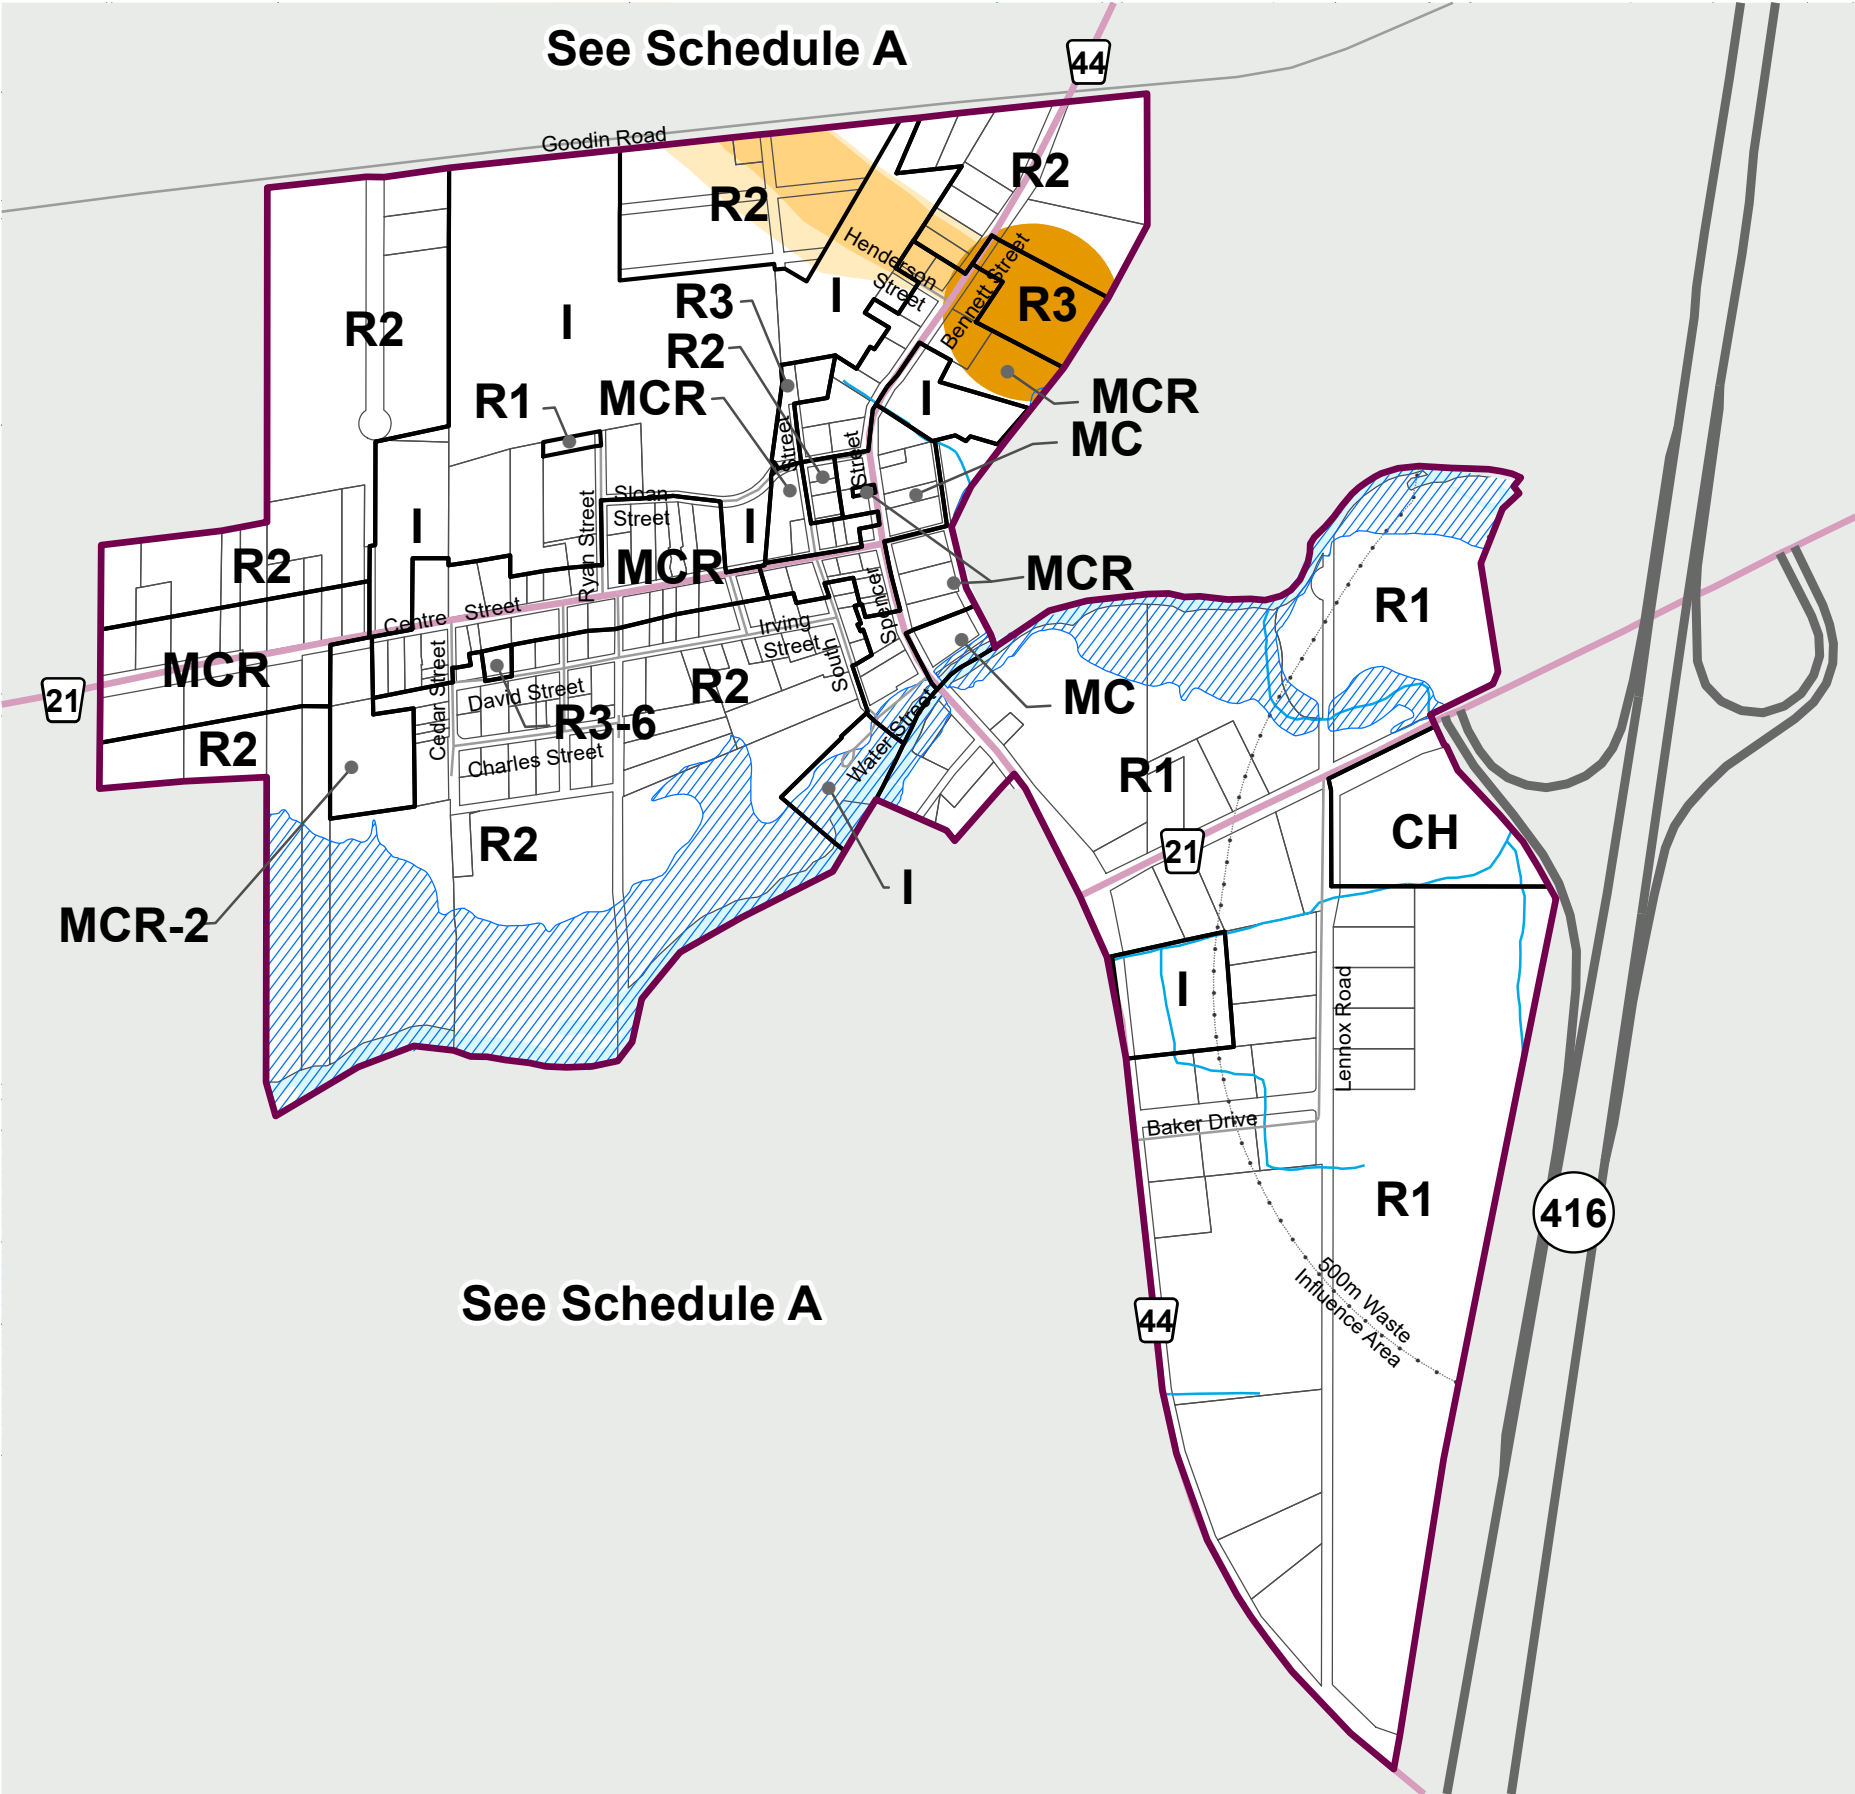 See Schedule A
44
Goodin Road
R2
R2
Henderson
Street
Bennett Street
R3
I
I
R2
R3
R2
MCR
R1
I
MCR
MC
Street
Street
Sloan
Street
Ryan Street
I
I
R2
MCR
MCR
R1
Centre Street
Spencer
Irving
Street
South
MCR
21
Cedar Street
David Street
R2
R3-6
MC
R2
Charles Street
Water Street
R1
R2
CH
21
I
MCR-2
I
Lennox Road
Baker Drive
R1
416
500m Waste
Influence Area
See Schedule A
44